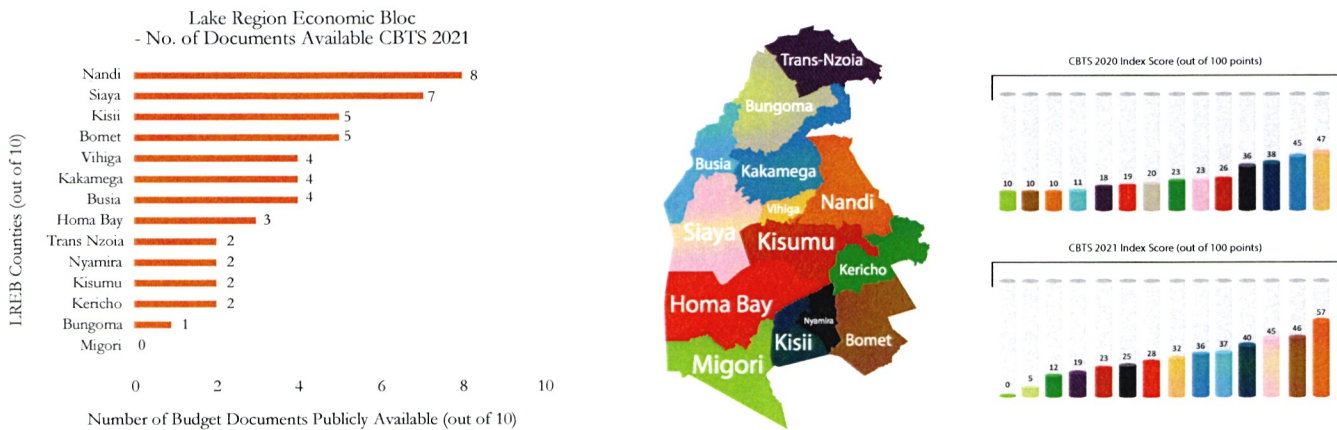 Lake Region Economic Bloc
- No. of Documents Available CBTS 2021
LREB Counties (out of 10)
Nandi 8
Siaya 7
Kisii 5
Bomet 5
Vihiga 4
Kakamega 4
Busia 4
Homa Bay 3
Trans Nzoia 2
Nyamira 2
Kisumu 2
Kericho 2
Bungoma 1
Migori 0
0 2 4 6 8 10
Number of Budget Documents Publicly Available (out of 10)
Trans-Nzoia
Bungoma
Busia
Kakamega
Vihiga
Nandi
Siaya
Kisumu
Kericho
Homa Bay
Nyamira
Kisii
Bomet
Migori
CBTS 2020 Index Score (out of 100 points)
10 10 10 11 18 19 20 23 23 26 36 38 45 47
CBTS 2021 Index Score (out of 100 points)
0 5 12 19 23 25 28 32 36 37 40 45 46 57